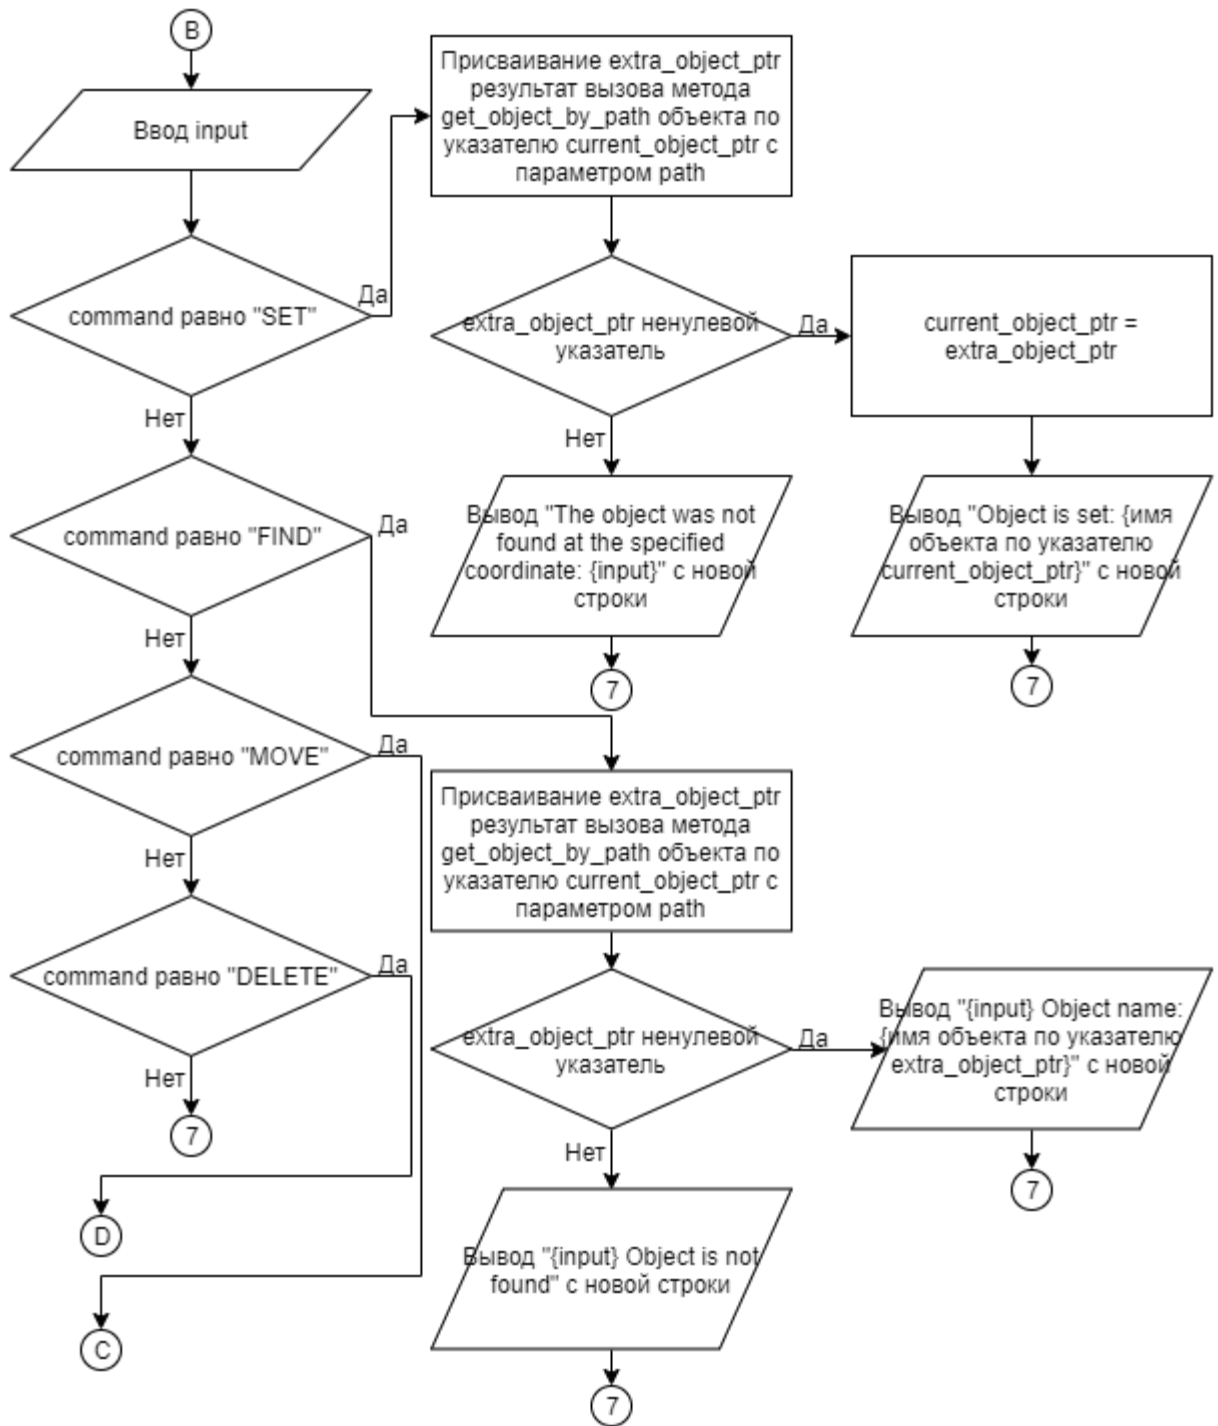 B
Ввод input
command равно "SET"
Да
Нет
Присваивание extra_object_ptr
результат вызова метода
get_object_by_path объекта по
указателю current_object_ptr с
параметром path
extra_object_ptr ненулевой
указатель
Да
current_object_ptr =
extra_object_ptr
Нет
Вывод "The object was not
found at the specified
coordinate: {input}" с новой
строки
7
Вывод "Object is set: {имя
объекта по указателю
current_object_ptr}" с новой
строки
7
command равно "FIND"
Да
Нет
command равно "MOVE"
Да
Нет
command равно "DELETE"
Да
Нет
7
D
C
Присваивание extra_object_ptr
результат вызова метода
get_object_by_path объекта по
указателю current_object_ptr с
параметром path
extra_object_ptr ненулевой
указатель
Да
Вывод "{input} Object name:
{имя объекта по указателю
extra_object_ptr}" с новой
строки
7
Нет
Вывод "{input} Object is not
found" с новой строки
7